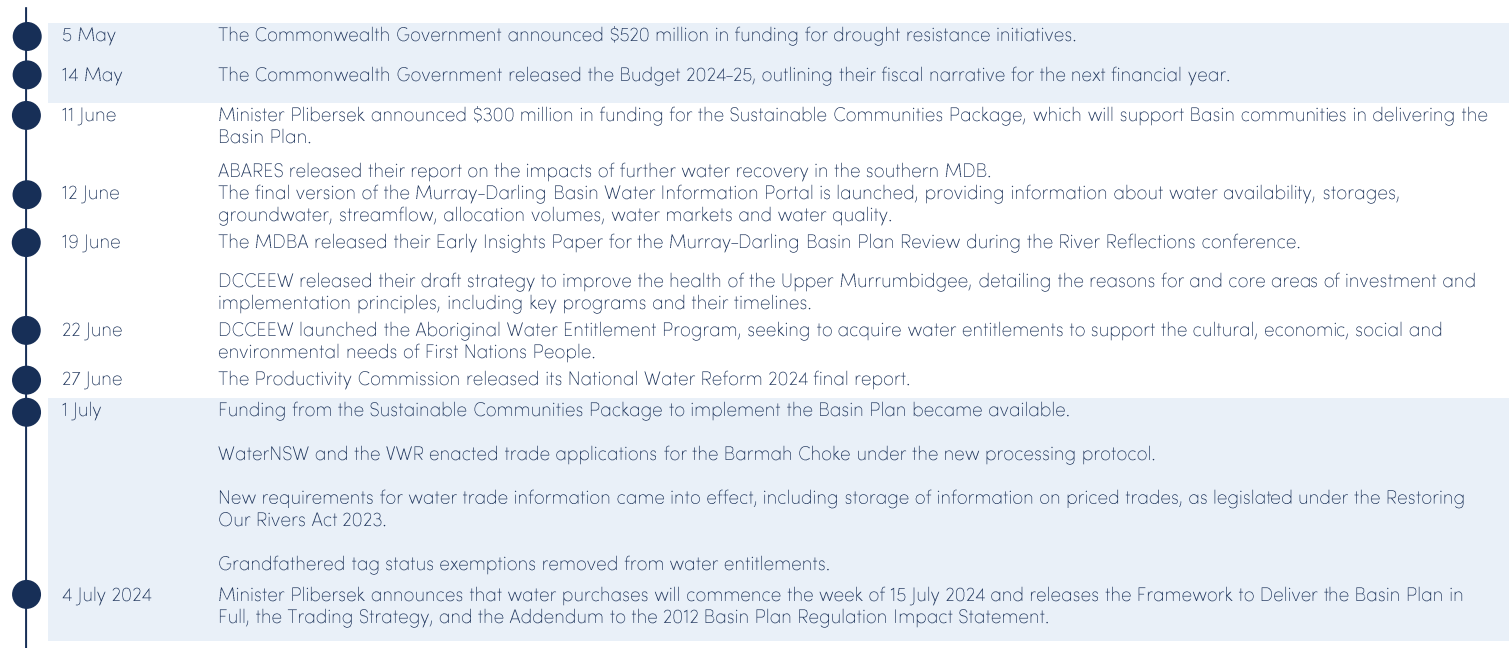 5 May The Commonwealth Government announced $520 million in funding for drought resistance initiatives.
14 May The Commonwealth Government released the Budget 2024-25, outlining their fiscal narrative for the next financial year.
11 June Minister Plibersek announced $300 million in funding for the Sustainable Communities Package, which will support Basin communities in delivering the
Basin Plan.
ABARES released their report on the impacts of further water recovery in the southern MDB.
12 June The final version of the Murray-Darling Basin Water Information Portal is launched, providing information about water availability, storages,
groundwater, streamflow, allocation volumes, water markets and water quality.
19 June The MDBA released their Early Insights Paper for the Murray-Darling Basin Plan Review during the River Reflections conference.
DCCEEW released their draft strategy to improve the health of the Upper Murrumbidgee, detailing the reasons for and core areas of investment and
implementation principles, including key programs and their timelines.
22 June DCCEEW launched the Aboriginal Water Entitlement Program, seeking to acquire water entitlements to support the cultural, economic, social and
environmental needs of First Nations People.
27 June The Productivity Commission released its National Water Reform 2024 final report.
1 July Funding from the Sustainable Communities Package to implement the Basin Plan became available.
WaterNSW and the VWR enacted trade applications for the Barmah Choke under the new processing protocol.
New requirements for water trade information came into effect, including storage of information on priced trades, as legislated under the Restoring
Our Rivers Act 2023.
Grandfathered tag status exemptions removed from water entitlements.
4 July 2024 Minister Plibersek announces that water purchases will commence the week of 15 July 2024 and releases the Framework to Deliver the Basin Plan in
Full, the Trading Strategy, and the Addendum to the 2012 Basin Plan Regulation Impact Statement.